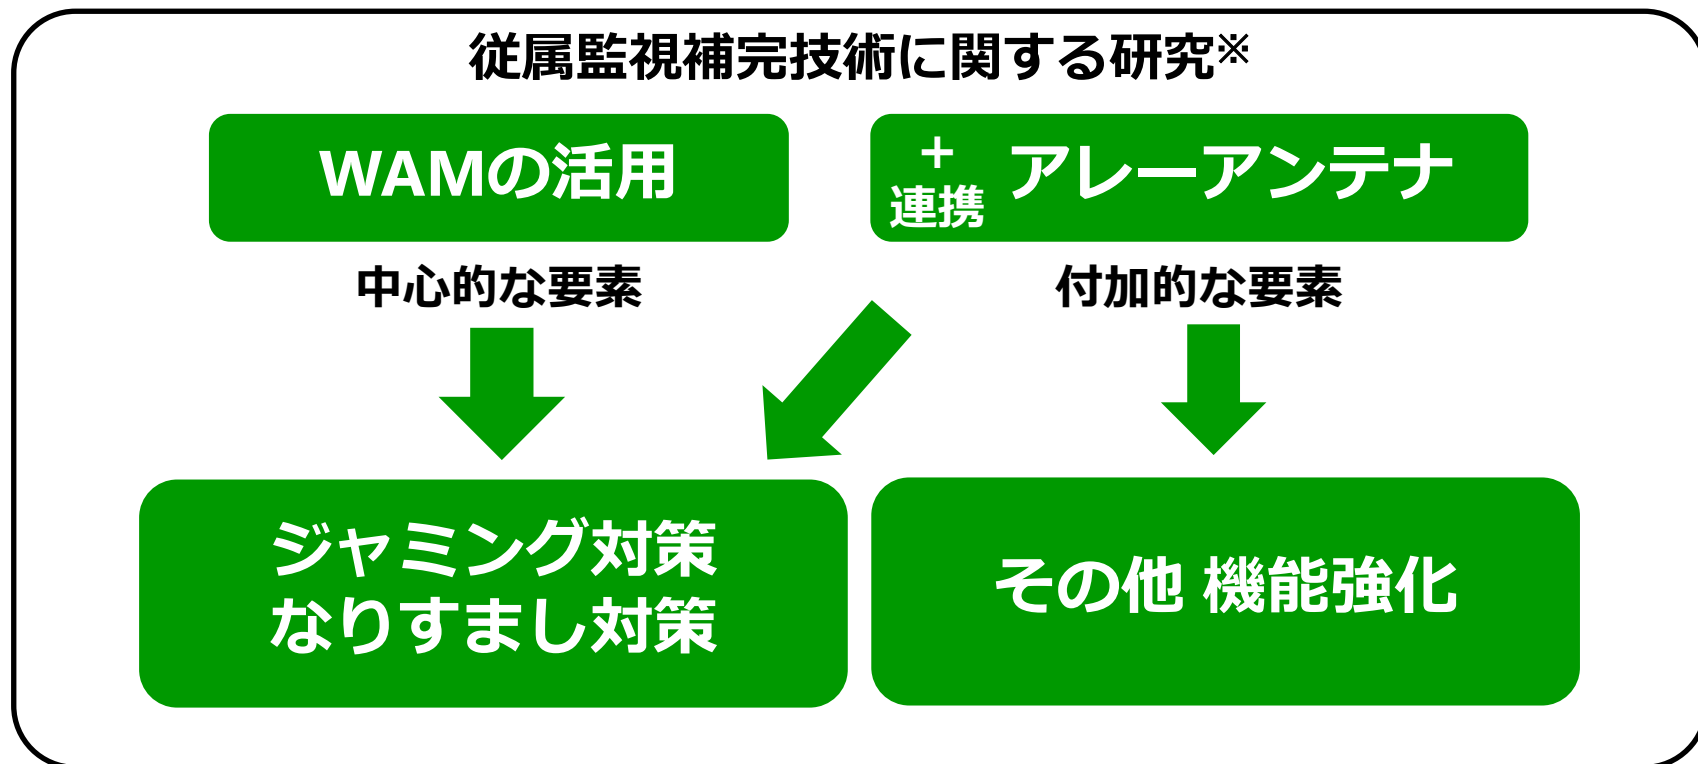 従属監視補完技術に関する研究※
WAMの活用
＋
連携
アレーアンテナ
中心的な要素
付加的な要素
ジャミング対策
なりすまし対策
その他 機能強化